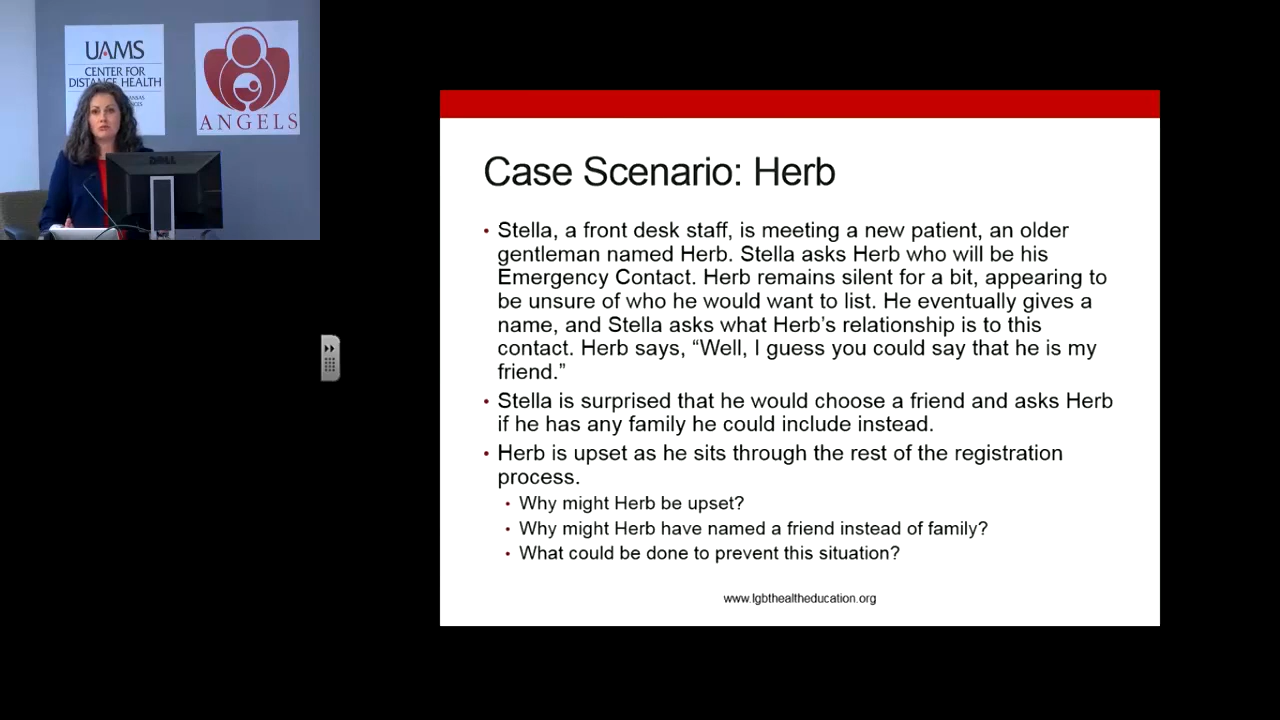 UAMS
CENTER FOR
DISTANCE HEALTH
ANGELS
DELL
Case Scenario: Herb
• Stella, a front desk staff, is meeting a new patient, an older
gentleman named Herb. Stella asks Herb who will be his
Emergency Contact. Herb remains silent for a bit, appearing to
be unsure of who he would want to list. He eventually gives a
name, and Stella asks what Herb’s relationship is to this
contact. Herb says, “Well, I guess you could say that he is my
friend.”
• Stella is surprised that he would choose a friend and asks Herb
if he has any family he could include instead.
• Herb is upset as he sits through the rest of the registration
process.
• Why might Herb be upset?
• Why might Herb have named a friend instead of family?
• What could be done to prevent this situation?
www.lgbthealtheducation.org